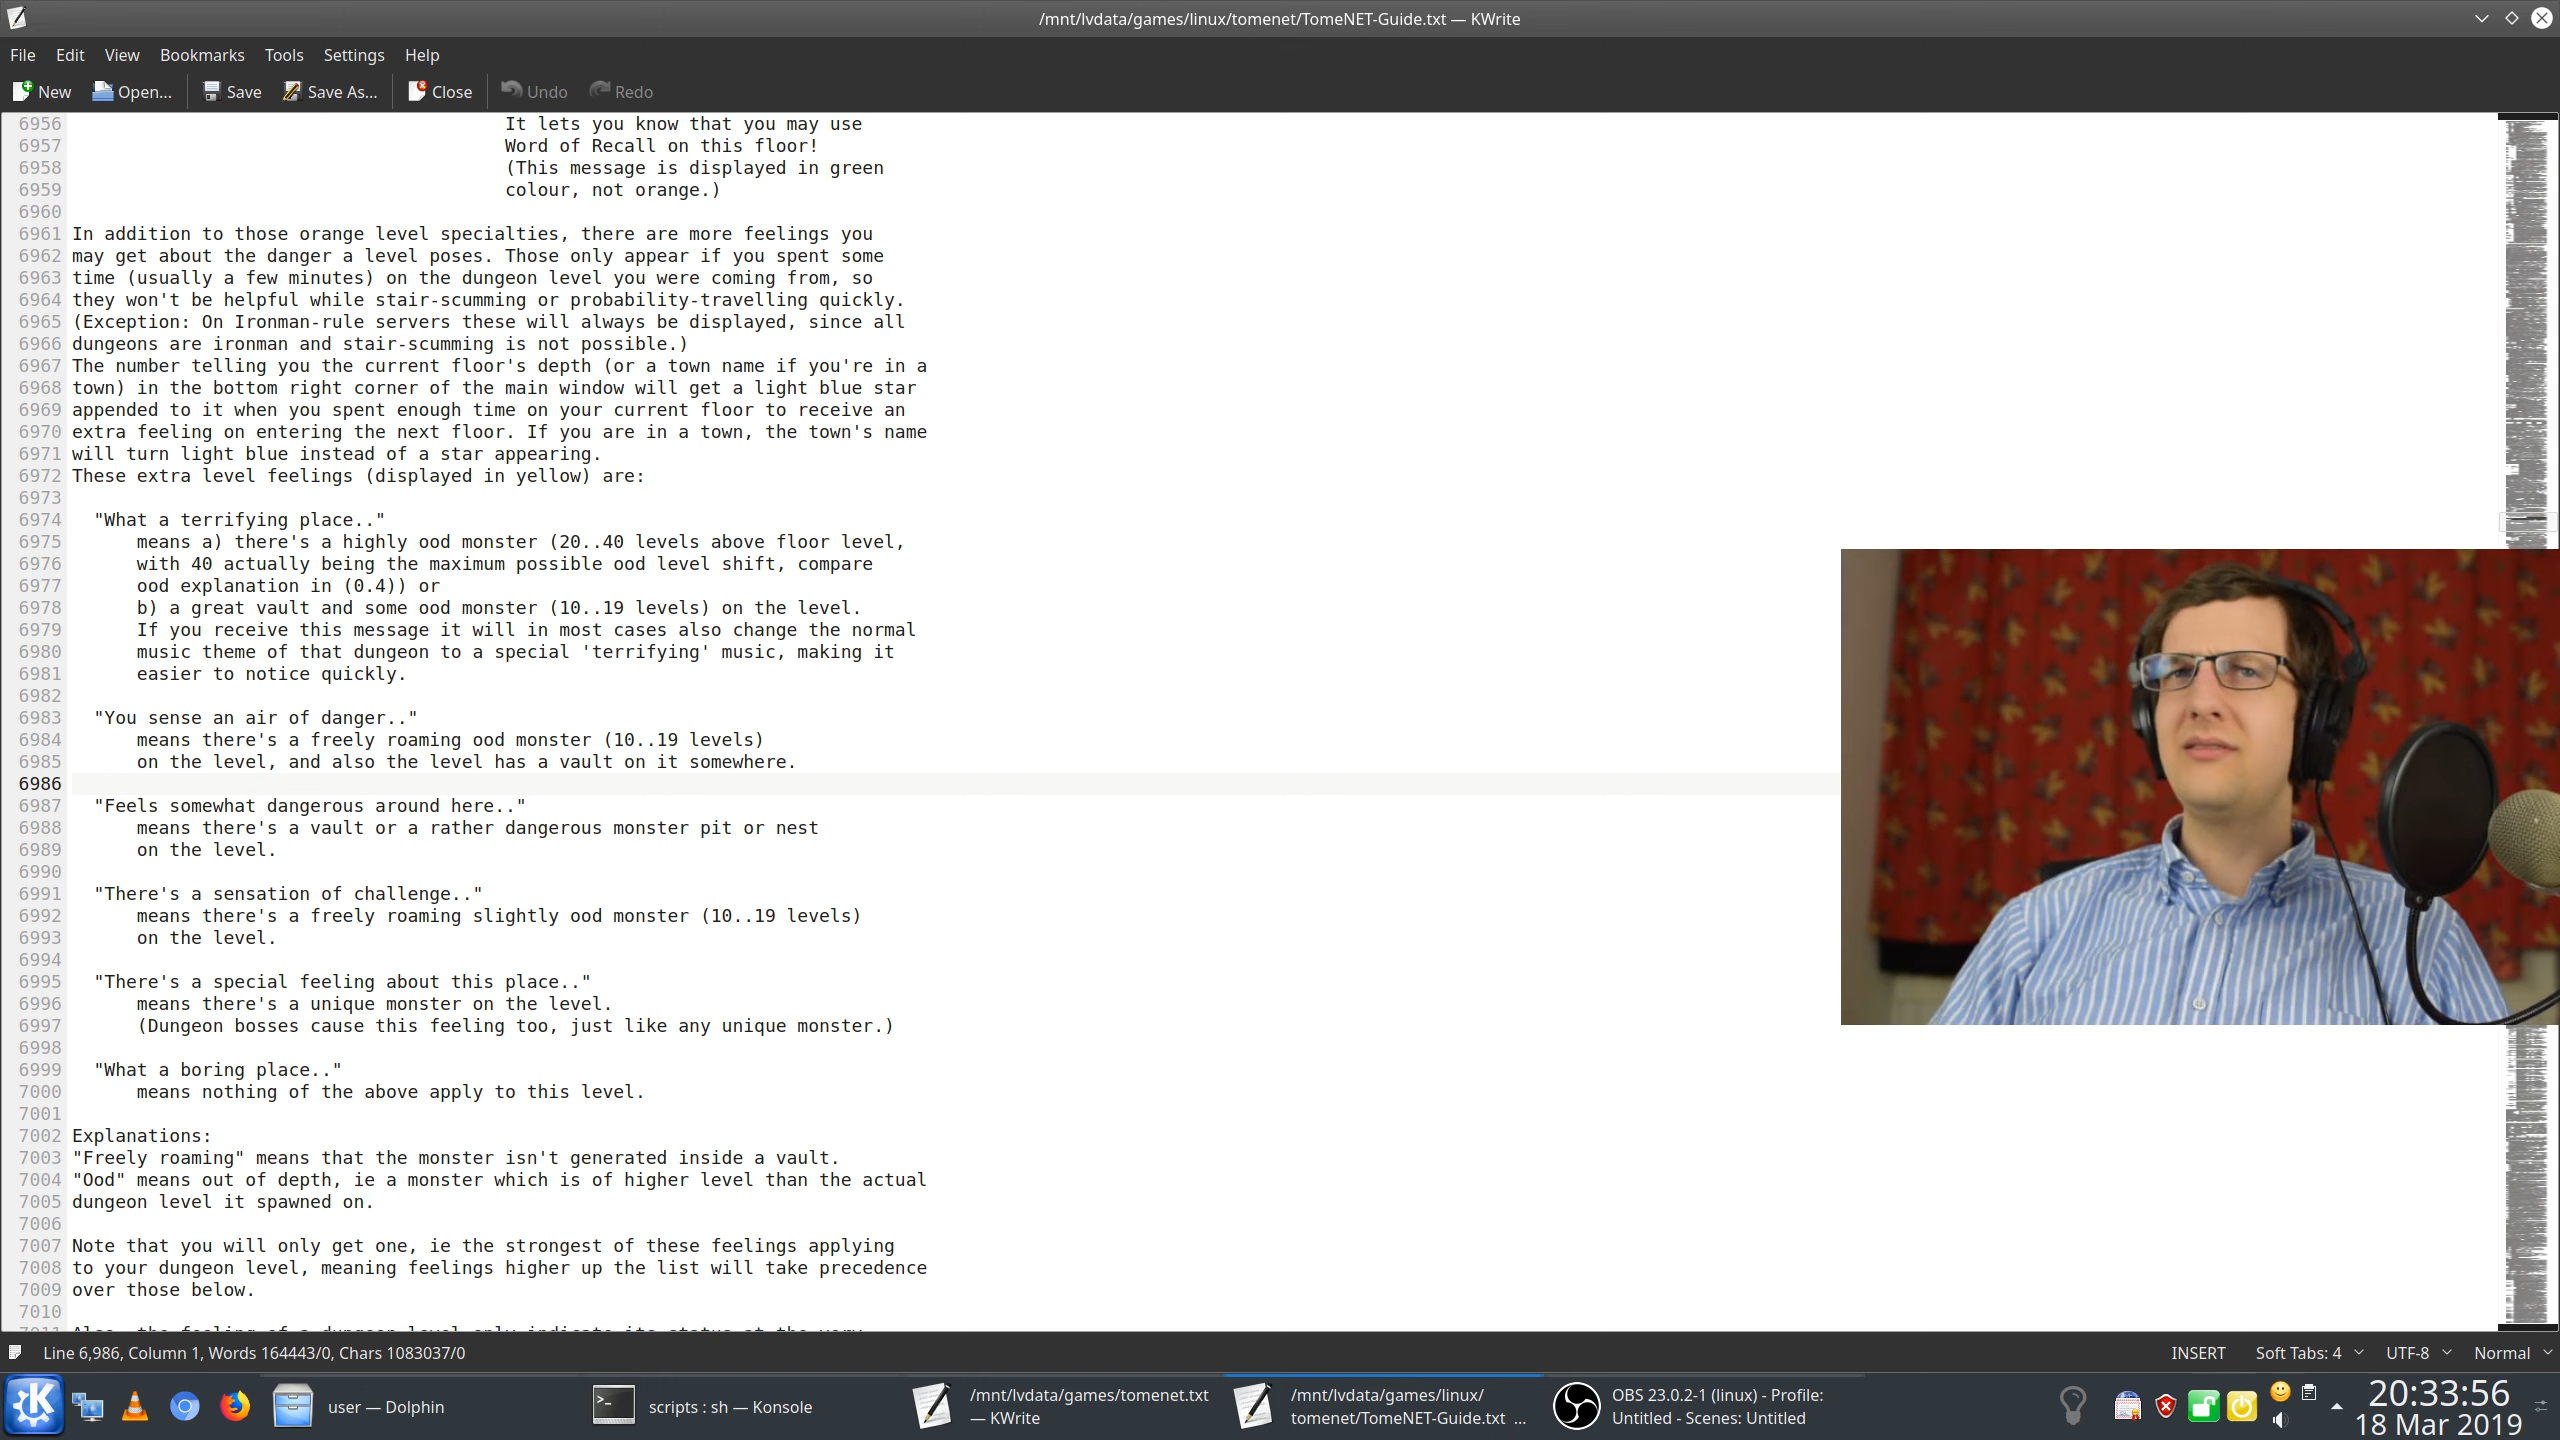 /mnt/lvdata/games/linux/tomenet/TomeNET-Guide.txt — KWrite
File Edit View Bookmarks Tools Settings Help
New Open... Save Save As... Close Undo Redo
6956 It lets you know that you may use
6957 Word of Recall on this floor!
6958 (This message is displayed in green
6959 colour, not orange.)
6960
6961 In addition to those orange level specialties, there are more feelings you
6962 may get about the danger a level poses. Those only appear if you spent some
6963 time (usually a few minutes) on the dungeon level you were coming from, so
6964 they won't be helpful while stair-scumming or probability-travelling quickly.
6965 (Exception: On Ironman-rule servers these will always be displayed, since all
6966 dungeons are ironman and stair-scumming is not possible.)
6967 The number telling you the current floor's depth (or a town name if you're in a
6968 town) in the bottom right corner of the main window will get a light blue star
6969 appended to it when you spent enough time on your current floor to receive an
6970 extra feeling on entering the next floor. If you are in a town, the town's name
6971 will turn light blue instead of a star appearing.
6972 These extra level feelings (displayed in yellow) are:
6973
6974 "What a terrifying place.."
6975 means a) there's a highly ood monster (20..40 levels above floor level,
6976 with 40 actually being the maximum possible ood level shift, compare
6977 ood explanation in (0.4)) or
6978 b) a great vault and some ood monster (10..19 levels) on the level.
6979 If you receive this message it will in most cases also change the normal
6980 music theme of that dungeon to a special 'terrifying' music, making it
6981 easier to notice quickly.
6982
6983 "You sense an air of danger.."
6984 means there's a freely roaming ood monster (10..19 levels)
6985 on the level, and also the level has a vault on it somewhere.
6986
6987 "Feels somewhat dangerous around here.."
6988 means there's a vault or a rather dangerous monster pit or nest
6989 on the level.
6990
6991 "There's a sensation of challenge.."
6992 means there's a freely roaming slightly ood monster (10..19 levels)
6993 on the level.
6994
6995 "There's a special feeling about this place.."
6996 means there's a unique monster on the level.
6997 (Dungeon bosses cause this feeling too, just like any unique monster.)
6998
6999 "What a boring place.."
7000 means nothing of the above apply to this level.
7001
7002 Explanations:
7003 "Freely roaming" means that the monster isn't generated inside a vault.
7004 "Ood" means out of depth, ie a monster which is of higher level than the actual
7005 dungeon level it spawned on.
7006
7007 Note that you will only get one, ie the strongest of these feelings applying
7008 to your dungeon level, meaning feelings higher up the list will take precedence
7009 over those below.
7010
Line 6,986, Column 1, Words 164443/0, Chars 1083037/0 INSERT Soft Tabs: 4 UTF-8 Normal
user — Dolphin
scripts : sh — Konsole
/mnt/lvdata/games/tomenet.txt
— KWrite
/mnt/lvdata/games/linux/
tomenet/TomeNET-Guide.txt ...
OBS 23.0.2-1 (linux) - Profile:
Untitled - Scenes: Untitled
20:33:56
18 Mar 2019